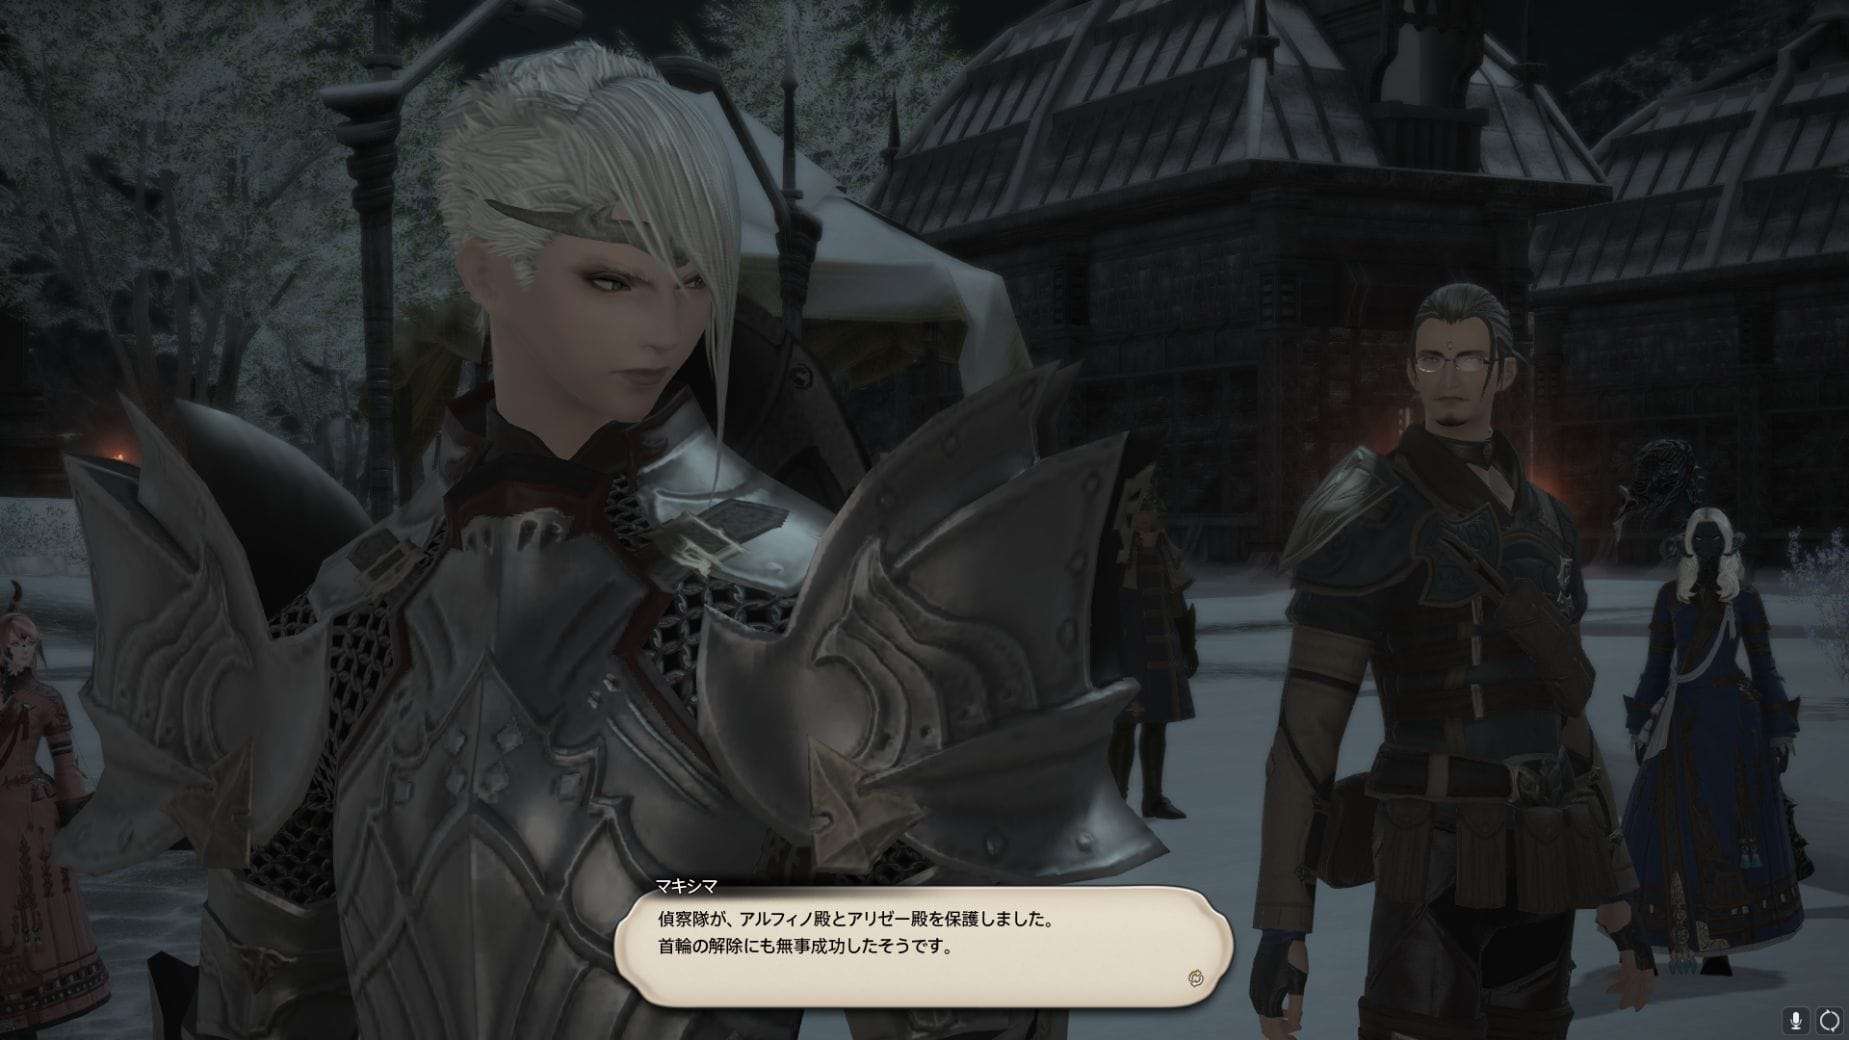 マキシマ
偵察隊が、アルフィノ殿とアリゼー殿を保護しました。
首輪の解除にも無事成功したそうです。